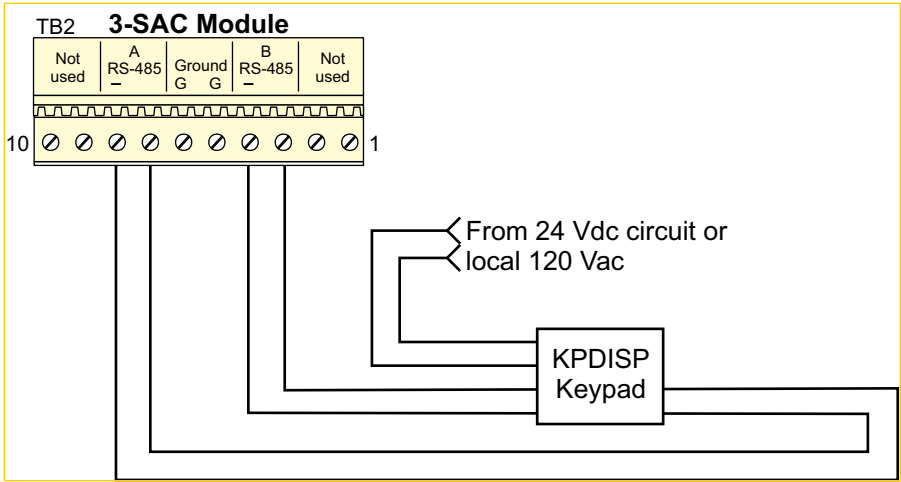 TB2 3-SAC Module
Not used
A RS-485 –
Ground G G
B RS-485 –
Not used
10
1
From 24 Vdc circuit or
local 120 Vac
KPDISP
Keypad